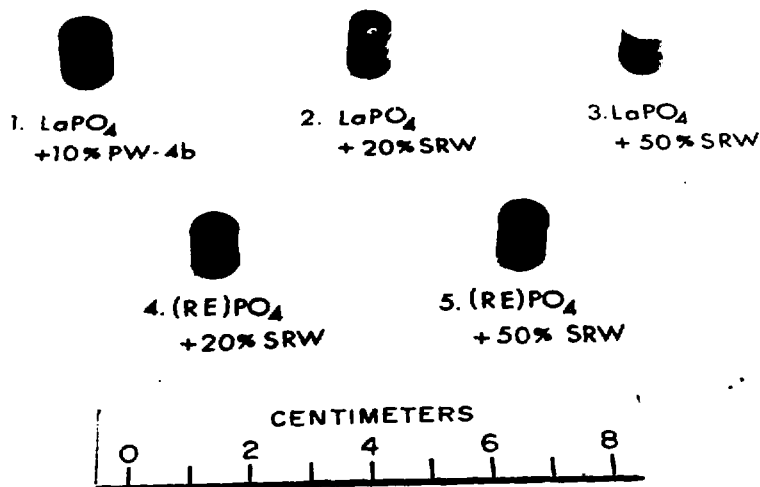 1. LaPO4
+10% PW-4b
2. LaPO4
+ 20% SRW
3. LaPO4
+ 50% SRW
4. (RE)PO4
+20% SRW
5. (RE)PO4
+50% SRW
CENTIMETERS
0 2 4 6 8